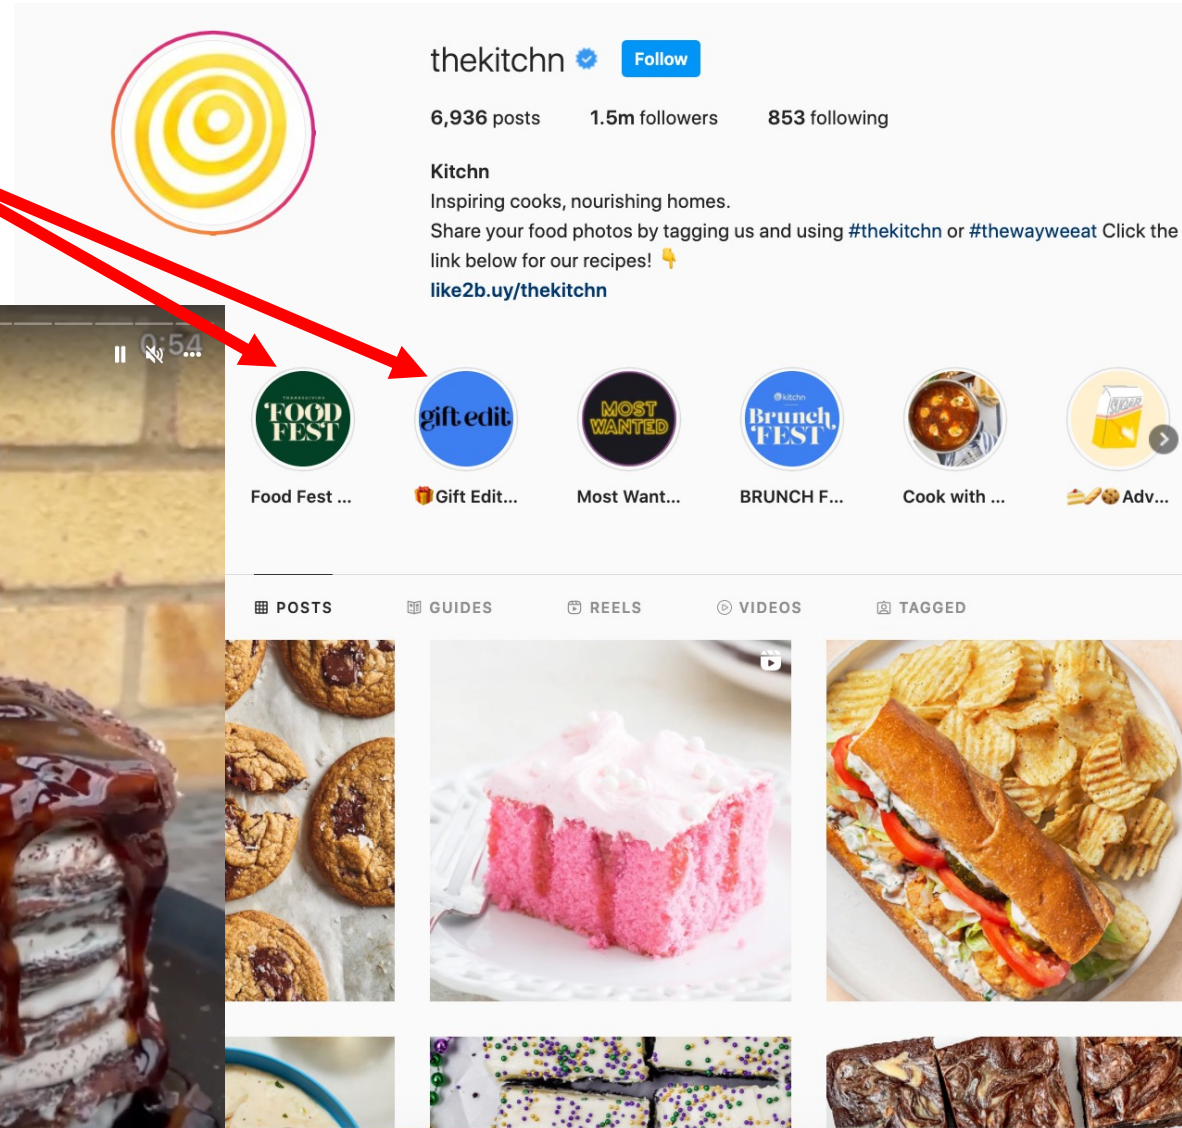 thekitchn
Follow
6,936 posts 1.5m followers 853 following
Kitchn
Inspiring cooks, nourishing homes.
Share your food photos by tagging us and using #thekitchn or #thewayweeat Click the
link below for our recipes! 👇
like2b.uy/thekitchn
0:54
THANKSGIVING
FOOD
FEST
gift edit
MOST
WANTED
kitchn
Brunch
FEST
SUGAR
Food Fest ...
🎁Gift Edit...
Most Want...
BRUNCH F...
Cook with ...
🍰🥖🍪Adv...
POSTS
GUIDES
REELS
VIDEOS
TAGGED